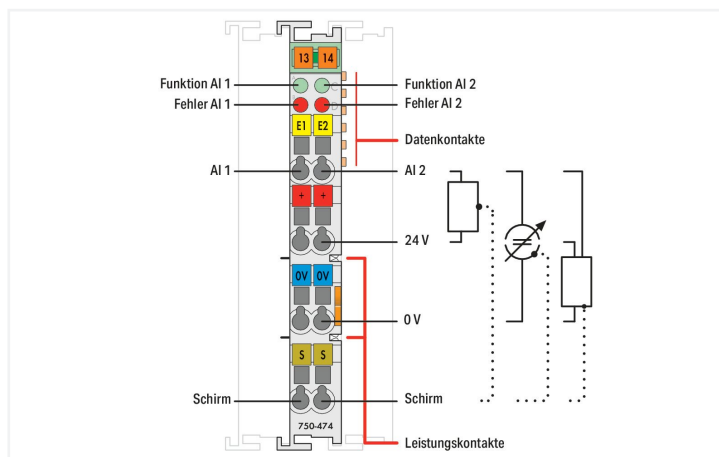 13 14
Funktion AI 1
Funktion AI 2
Fehler AI 1
Fehler AI 2
E1 E2
Datenkontakte
AI 1
AI 2
+ +
24 V
0V 0V
0 V
S S
Schirm
Schirm
750-474
Leistungskontakte